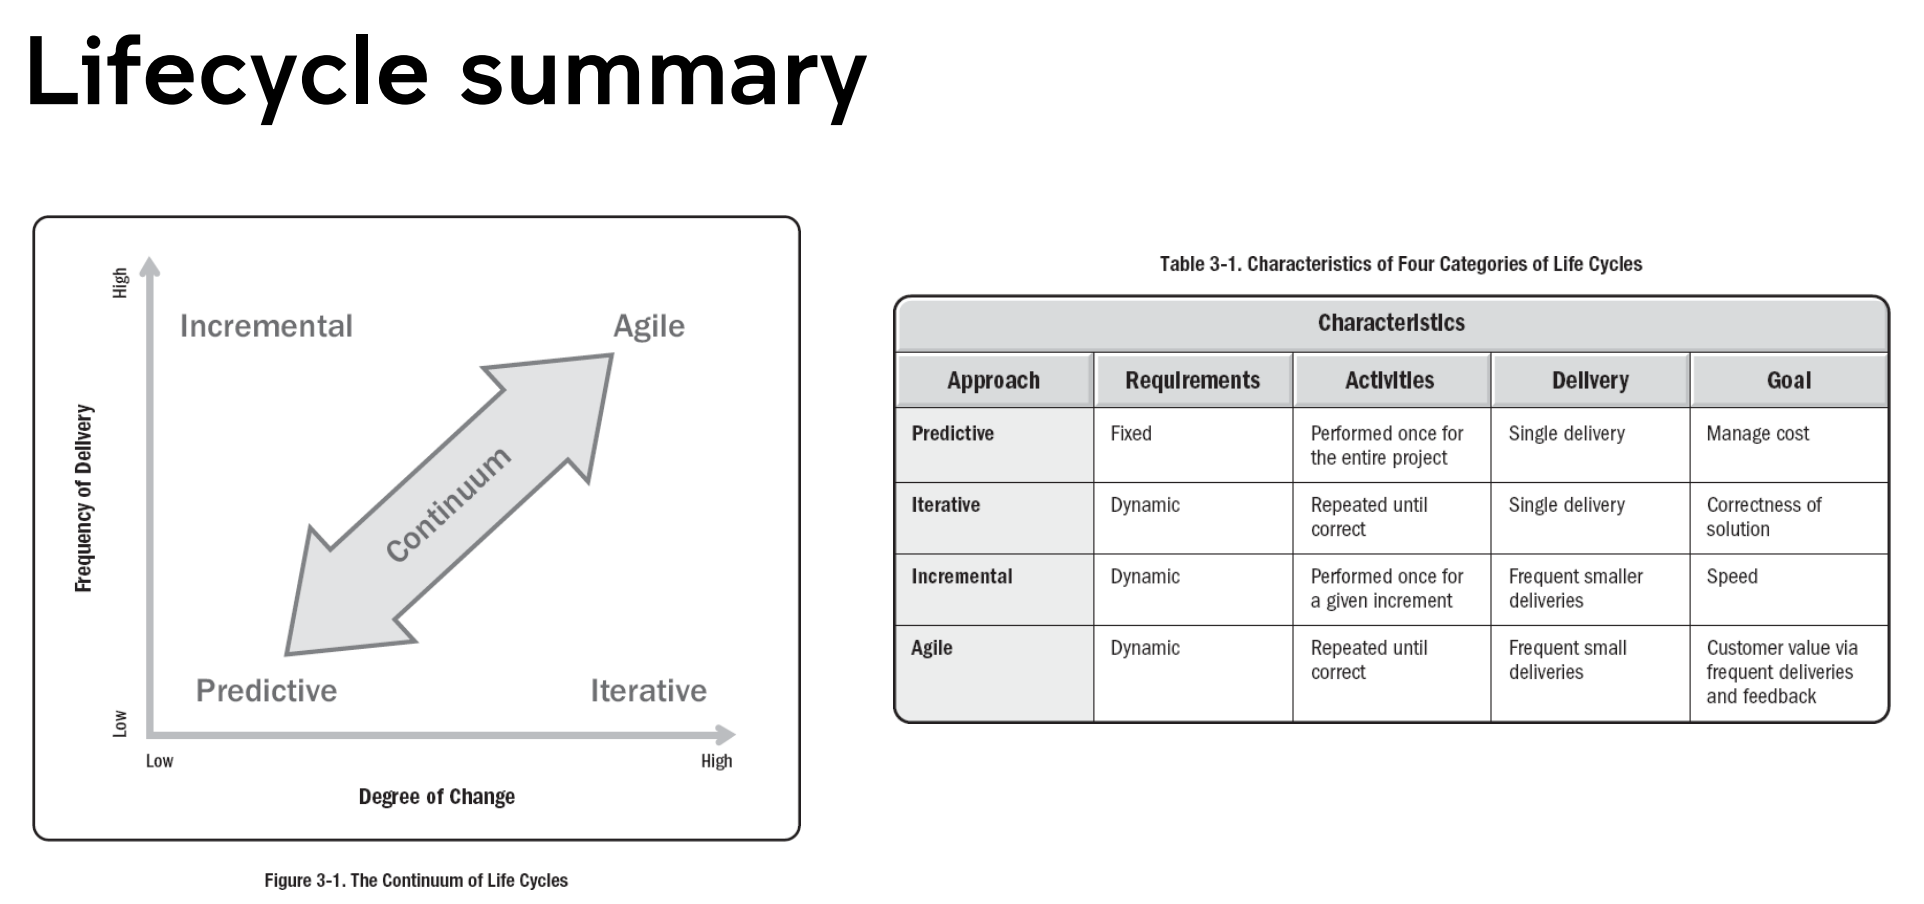 Lifecycle summary
High
Incremental
Agile
Frequency of Delivery
Continuum
Predictive
Iterative
Low
Low
High
Degree of Change
Figure 3-1. The Continuum of Life Cycles
Table 3-1. Characteristics of Four Categories of Life Cycles
Characteristics
Approach Requirements Activities Delivery Goal
Predictive Fixed Performed once for Single delivery Manage cost
the entire project
Iterative Dynamic Repeated until Single delivery Correctness of
correct solution
Incremental Dynamic Performed once for Frequent smaller Speed
a given increment deliveries
Agile Dynamic Repeated until Frequent small Customer value via
correct deliveries frequent deliveries
and feedback